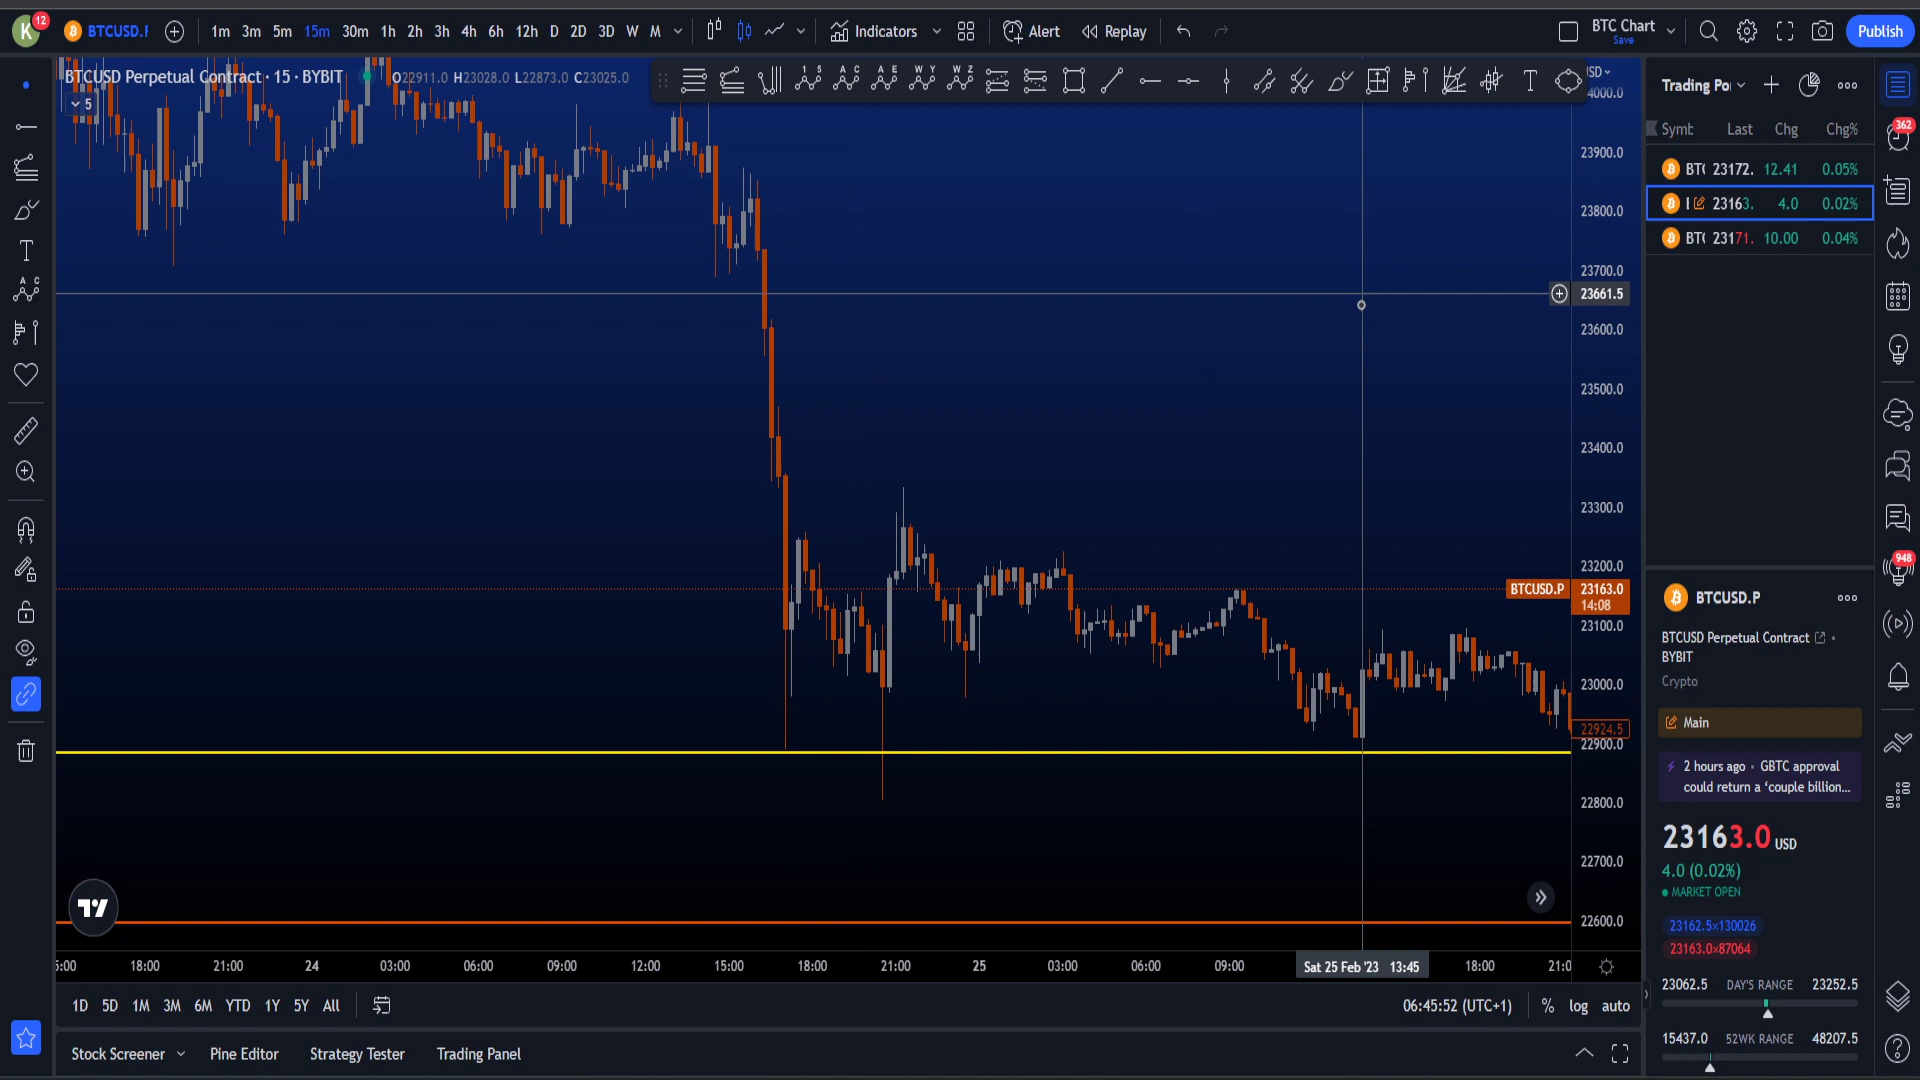 K 12 BTCUSD.F 1m 3m 5m 15m 30m 1h 2h 3h 4h 6h 12h D 2D 3D W M Indicators Alert Replay BTC Chart Save Publish
BTCUSD Perpetual Contract · 15 · BYBIT O22911.0 H23028.0 L22873.0 C23025.0
5
24000.0
23900.0
23800.0
23700.0
23661.5
23600.0
23500.0
23400.0
23300.0
23200.0
BTCUSD.P 23163.0
14:08
23100.0
23000.0
22924.5
22900.0
22800.0
22700.0
22600.0
18:00 21:00 24 03:00 06:00 09:00 12:00 15:00 18:00 21:00 25 03:00 06:00 09:00 Sat 25 Feb '23 13:45 18:00
1D 5D 1M 3M 6M YTD 1Y 5Y All 06:45:52 (UTC+1) % log auto
Stock Screener Pine Editor Strategy Tester Trading Panel
Trading Po
Symb Last Chg Chg%
BTC 23172. 12.41 0.05%
23163. 4.0 0.02%
BTC 23171. 10.00 0.04%
BTCUSD.P
BTCUSD Perpetual Contract •
BYBIT
Crypto
Main
2 hours ago • GBTC approval
could return a ‘couple billion...
23163.0 USD
4.0 (0.02%)
MARKET OPEN
23162.5×130026
23163.0×87064
23062.5 DAY'S RANGE 23252.5
15437.0 52WK RANGE 48207.5
362
948